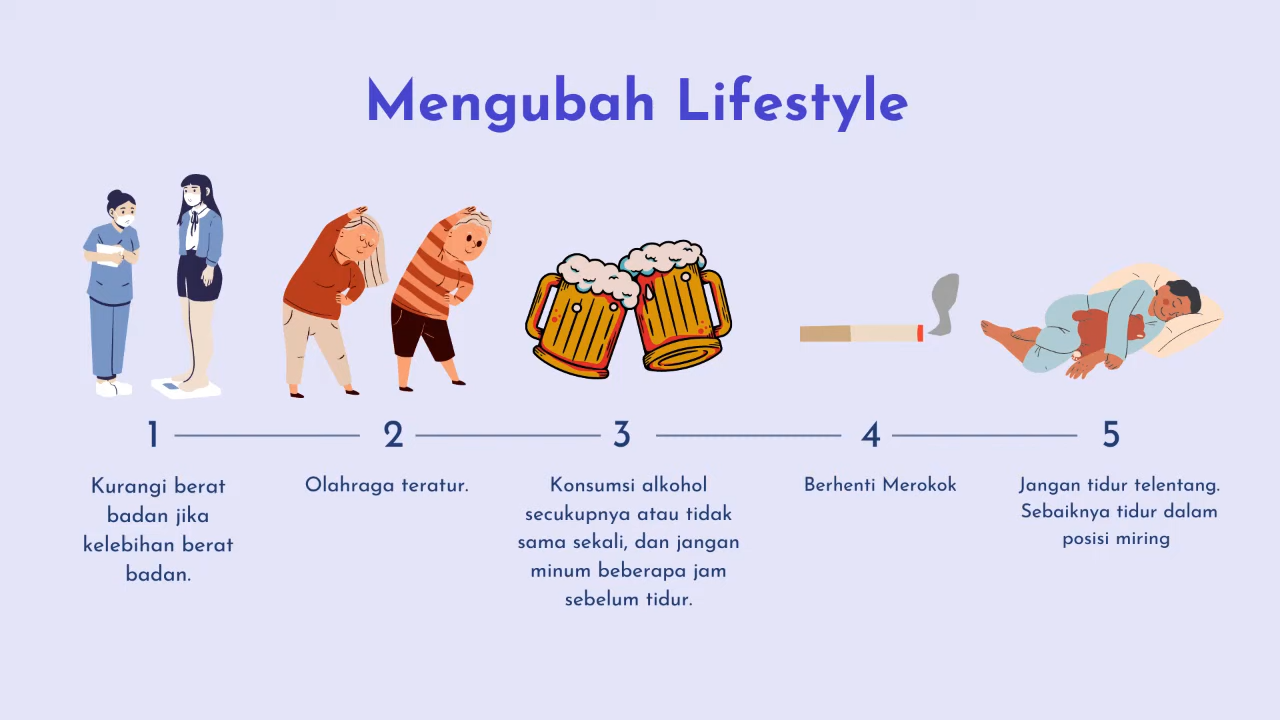 Mengubah Lifestyle
1
Kurangi berat
badan jika
kelebihan berat
badan.
2
Olahraga teratur.
3
Konsumsi alkohol
secukupnya atau tidak
sama sekali, dan jangan
minum beberapa jam
sebelum tidur.
4
Berhenti Merokok
5
Jangan tidur telentang.
Sebaiknya tidur dalam
posisi miring